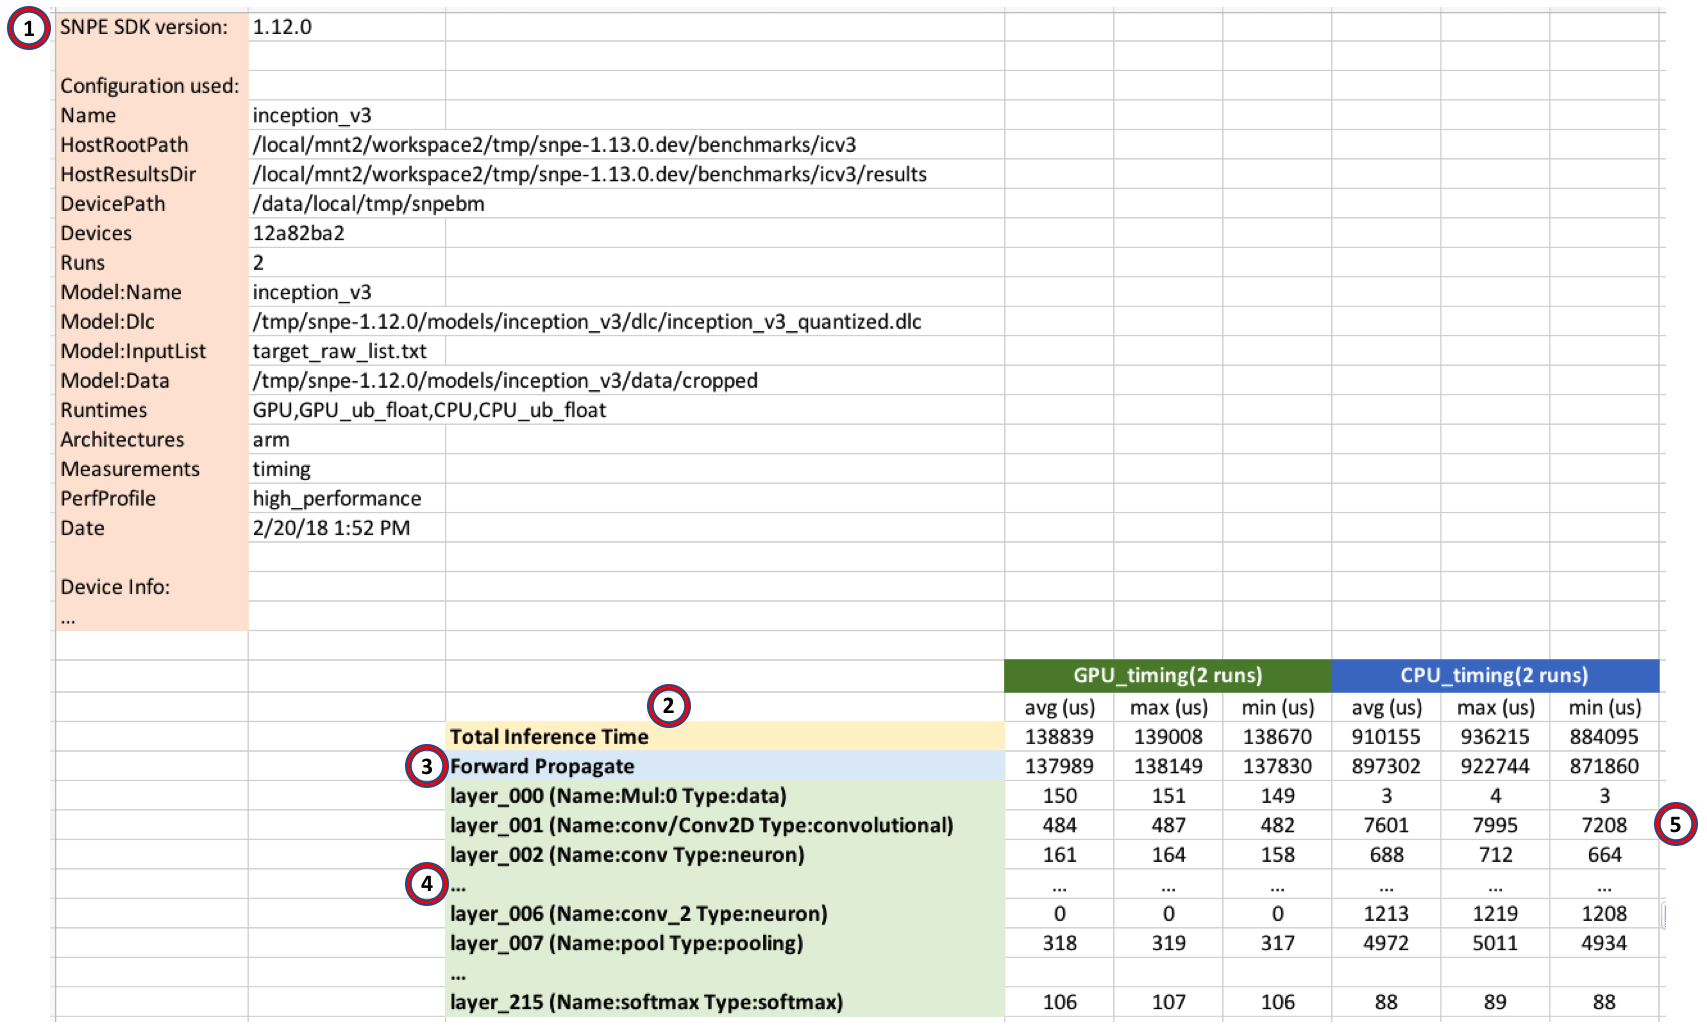 1 SNPE SDK version: 1.12.0
Configuration used:
Name inception_v3
HostRootPath /local/mnt2/workspace2/tmp/snpe-1.13.0.dev/benchmarks/icv3
HostResultsDir /local/mnt2/workspace2/tmp/snpe-1.13.0.dev/benchmarks/icv3/results
DevicePath /data/local/tmp/snpebm
Devices 12a82ba2
Runs 2
Model:Name inception_v3
Model:Dlc /tmp/snpe-1.12.0/models/inception_v3/dlc/inception_v3_quantized.dlc
Model:InputList target_raw_list.txt
Model:Data /tmp/snpe-1.12.0/models/inception_v3/data/cropped
Runtimes GPU,GPU_ub_float,CPU,CPU_ub_float
Architectures arm
Measurements timing
PerfProfile high_performance
Date 2/20/18 1:52 PM
Device Info:
...
GPU_timing(2 runs) CPU_timing(2 runs)
2 avg (us) max (us) min (us) avg (us) max (us) min (us)
Total Inference Time 138839 139008 138670 910155 936215 884095
3 Forward Propagate 137989 138149 137830 897302 922744 871860
layer_000 (Name:Mul:0 Type:data) 150 151 149 3 4 3
layer_001 (Name:conv/Conv2D Type:convolutional) 484 487 482 7601 7995 7208 5
layer_002 (Name:conv Type:neuron) 161 164 158 688 712 664
4 ... ... ... ... ... ... ...
layer_006 (Name:conv_2 Type:neuron) 0 0 0 1213 1219 1208
layer_007 (Name:pool Type:pooling) 318 319 317 4972 5011 4934
...
layer_215 (Name:softmax Type:softmax) 106 107 106 88 89 88